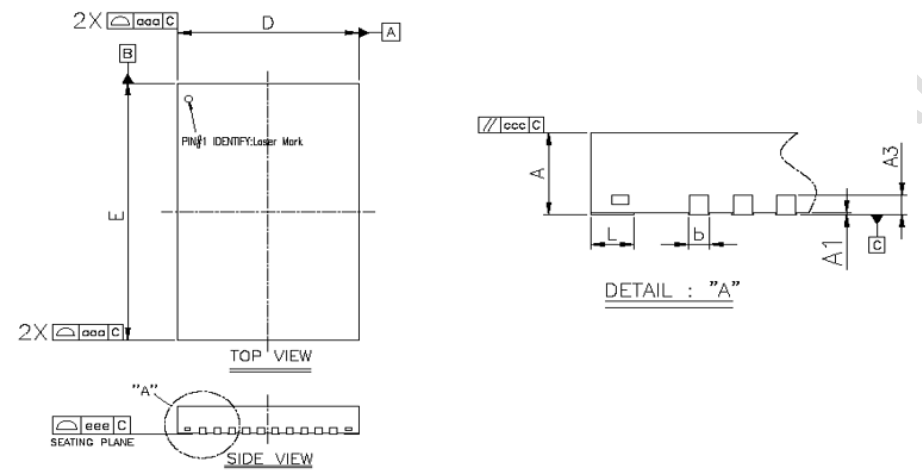 2X ⌓ aaa C
D
A
B
PIN#1 IDENTIFY:Laser Mark
E
2X ⌓ aaa C
TOP VIEW
"A"
⌓ eee C
SEATING PLANE
SIDE VIEW
// ccc C
A
A3
L
b
A1
C
DETAIL : "A"